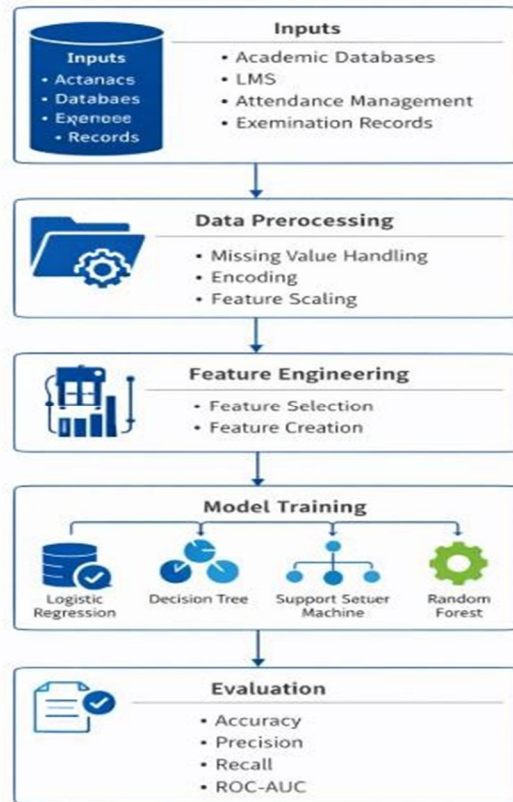 Inputs
Inputs
• Actanacs
• Databaes
• Exҿnoee
• Records
• Academic Databases
• LMS
• Attendance Management
• Exemination Records
Data Prerocessing
• Missing Value Handling
• Encoding
• Feature Scaling
Feature Engineering
• Feature Selection
• Feature Creation
Model Training
Logistic
Regression
Decision Tree
Support Setuer
Machine
Random
Forest
Evaluation
• Accuracy
• Precision
• Recall
• ROC-AUC